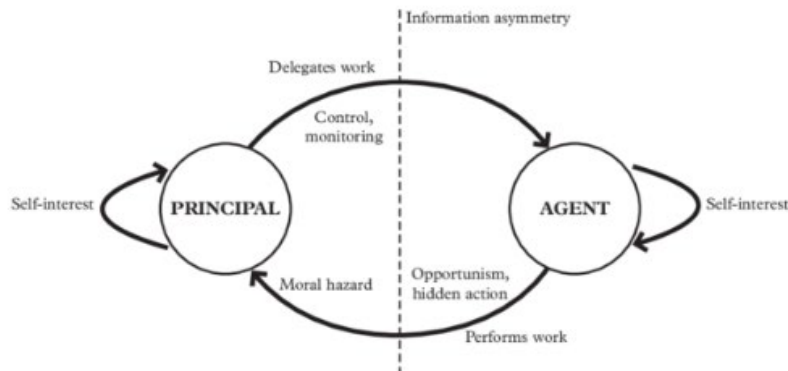 Information asymmetry
Delegates work
Control,
monitoring
Self-interest
PRINCIPAL
AGENT
Self-interest
Moral hazard
Opportunism,
hidden action
Performs work